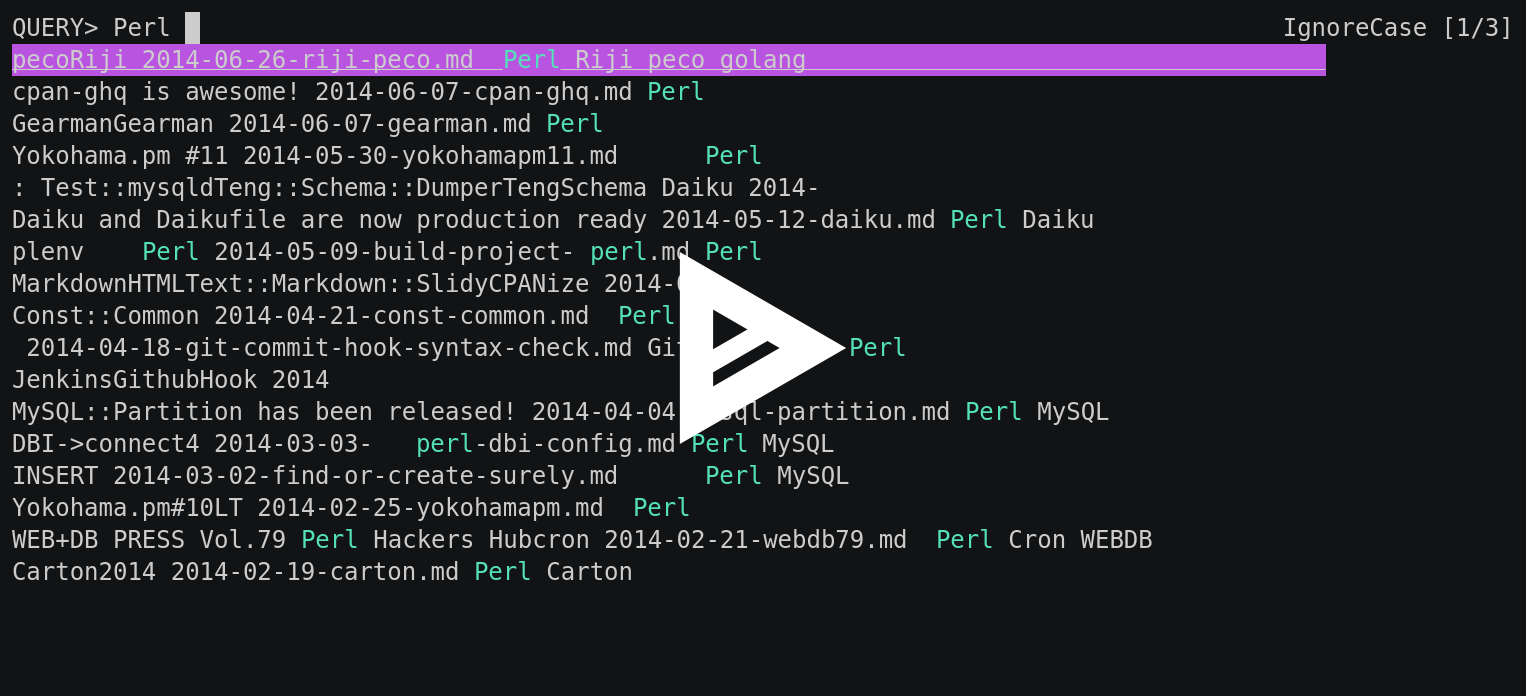 QUERY> Perl IgnoreCase [1/3]
pecoRiji 2014-06-26-riji-peco.md Perl Riji peco golang
cpan-ghq is awesome! 2014-06-07-cpan-ghq.md Perl
GearmanGearman 2014-06-07-gearman.md Perl
Yokohama.pm #11 2014-05-30-yokohamapm11.md Perl
: Test::mysqldTeng::Schema::DumperTengSchema Daiku 2014-
Daiku and Daikufile are now production ready 2014-05-12-daiku.md Perl Daiku
plenv Perl 2014-05-09-build-project- perl.md Perl
MarkdownHTMLText::Markdown::SlidyCPANize 2014-
Const::Common 2014-04-21-const-common.md Perl
2014-04-18-git-commit-hook-syntax-check.md Perl
JenkinsGithubHook 2014
MySQL::Partition has been released! 2014-04-04 -partition.md Perl MySQL
DBI->connect4 2014-03-03- perl-dbi-config.md Perl MySQL
INSERT 2014-03-02-find-or-create-surely.md Perl MySQL
Yokohama.pm#10LT 2014-02-25-yokohamapm.md Perl
WEB+DB PRESS Vol.79 Perl Hackers Hubcron 2014-02-21-webdb79.md Perl Cron WEBDB
Carton2014 2014-02-19-carton.md Perl Carton